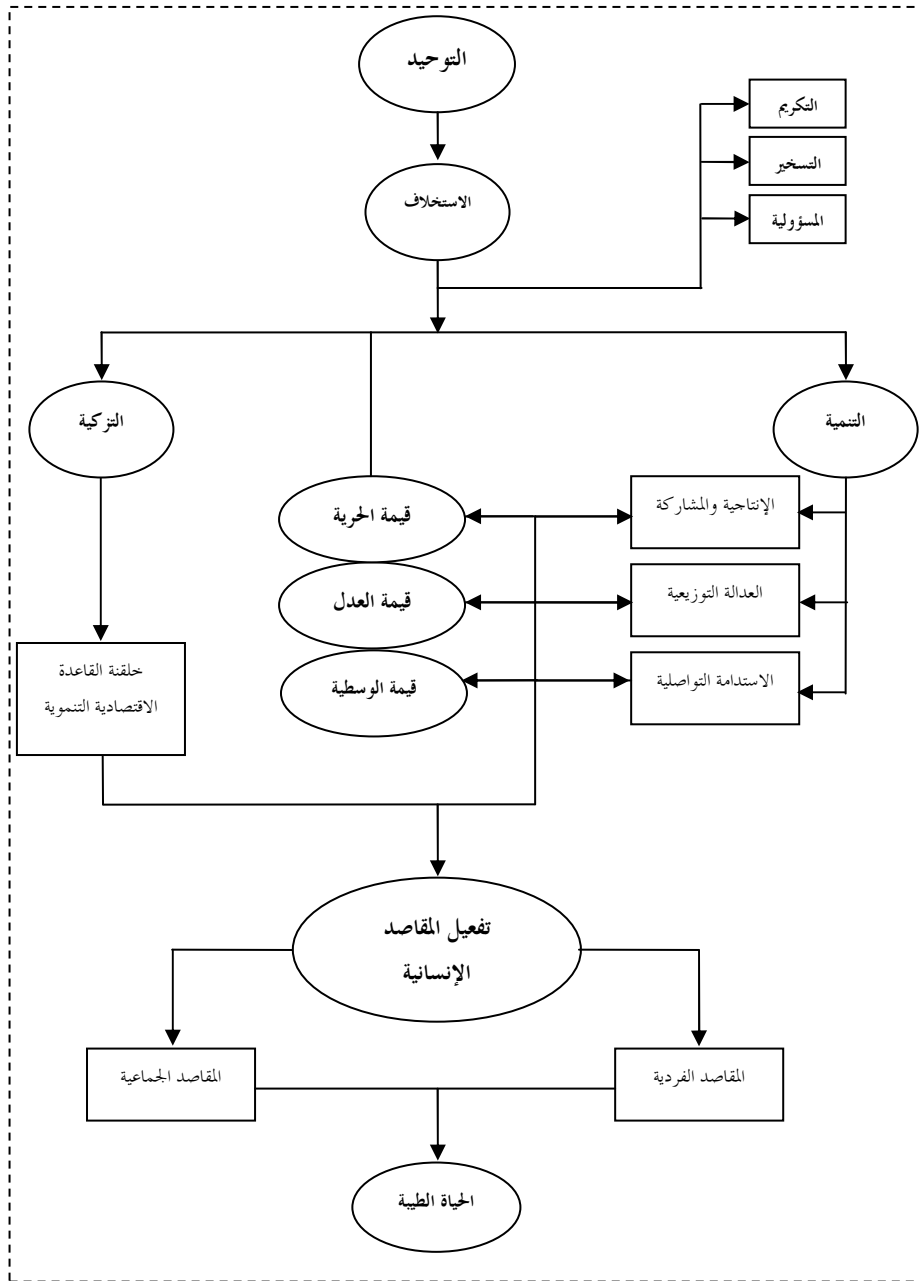 التوحيد
التكريم
التسخير
المسؤولية
الاستخلاف
التنمية
التزكية
الإنتاجية والمشاركة
قيمة الحرية
العدالة التوزيعية
قيمة العدل
الاستدامة التواصلية
قيمة الوسطية
خلقنة القاعدة
الاقتصادية التنموية
تفعيل المقاصد
الإنسانية
المقاصد الفردية
المقاصد الجماعية
الحياة الطيبة